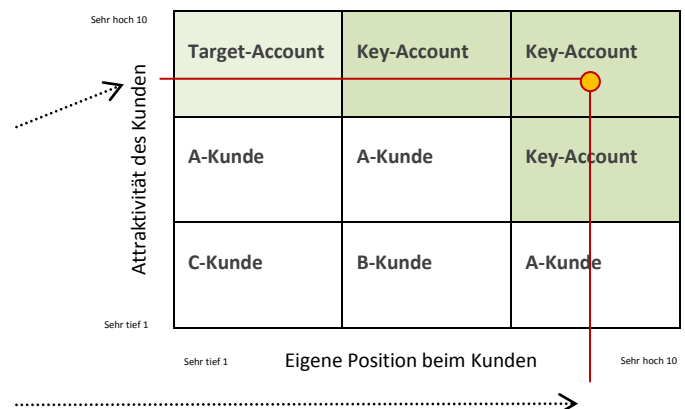 Sehr hoch 10
Target-Account Key-Account Key-Account
Attraktivität des Kunden
A-Kunde A-Kunde Key-Account
C-Kunde B-Kunde A-Kunde
Sehr tief 1
Sehr tief 1 Eigene Position beim Kunden Sehr hoch 10